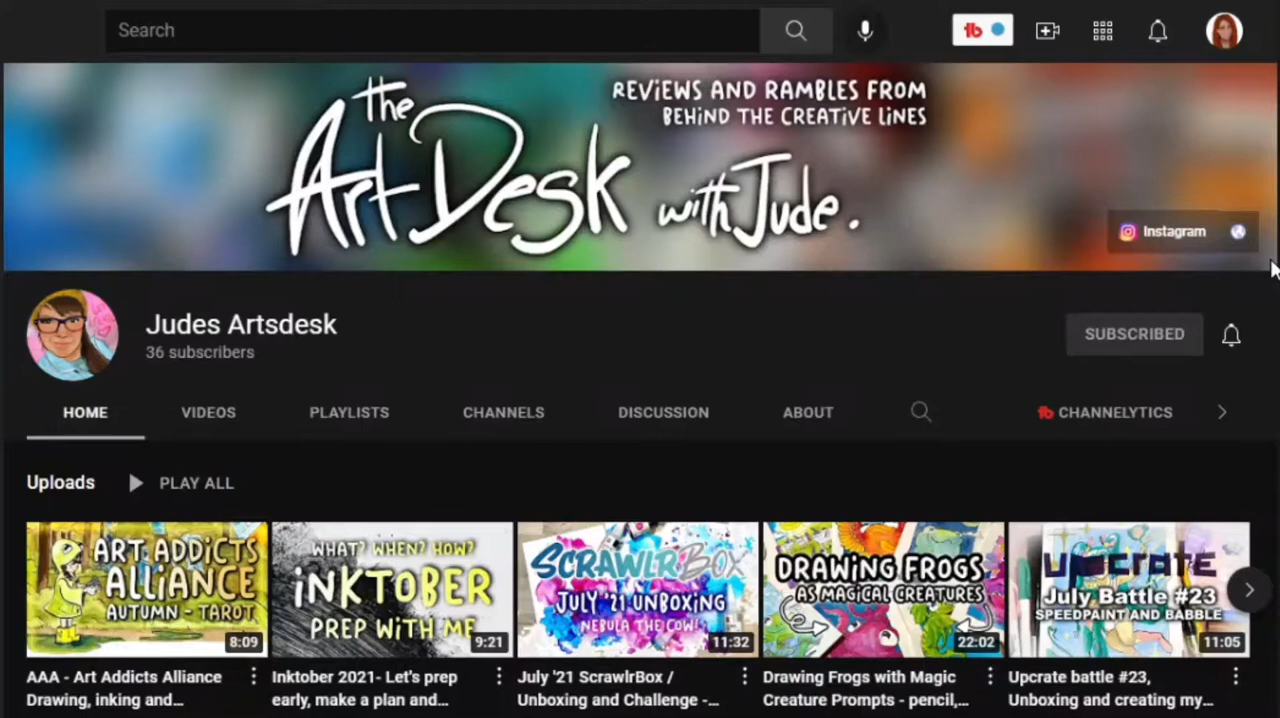 Search
the
Art Desk
with Jude.
REVIEWS AND RAMBLES FROM
BEHIND THE CREATIVE LINES
Instagram
Judes Artsdesk
36 subscribers
SUBSCRIBED
HOME
VIDEOS
PLAYLISTS
CHANNELS
DISCUSSION
ABOUT
tb CHANNELYTICS
Uploads
PLAY ALL
ART ADDICTS
ALLIANCE
AUTUMN - TAROT
8:09
WHAT? WHEN? HOW?
INKTOBER
PREP WITH ME
9:21
SCRAWLRBOX
JULY '21 UNBOXING
NEBULA THE COW!
11:32
DRAWING FROGS
AS MAGICAL CREATURES
22:02
UPCRATE
July Battle #23
SPEEDPAINT AND BABBLE
11:05
AAA - Art Addicts Alliance
Drawing, inking and...
Inktober 2021- Let's prep
early, make a plan and...
July '21 ScrawlrBox /
Unboxing and Challenge -...
Drawing Frogs with Magic
Creature Prompts - pencil,...
Upcrate battle #23,
Unboxing and creating my...